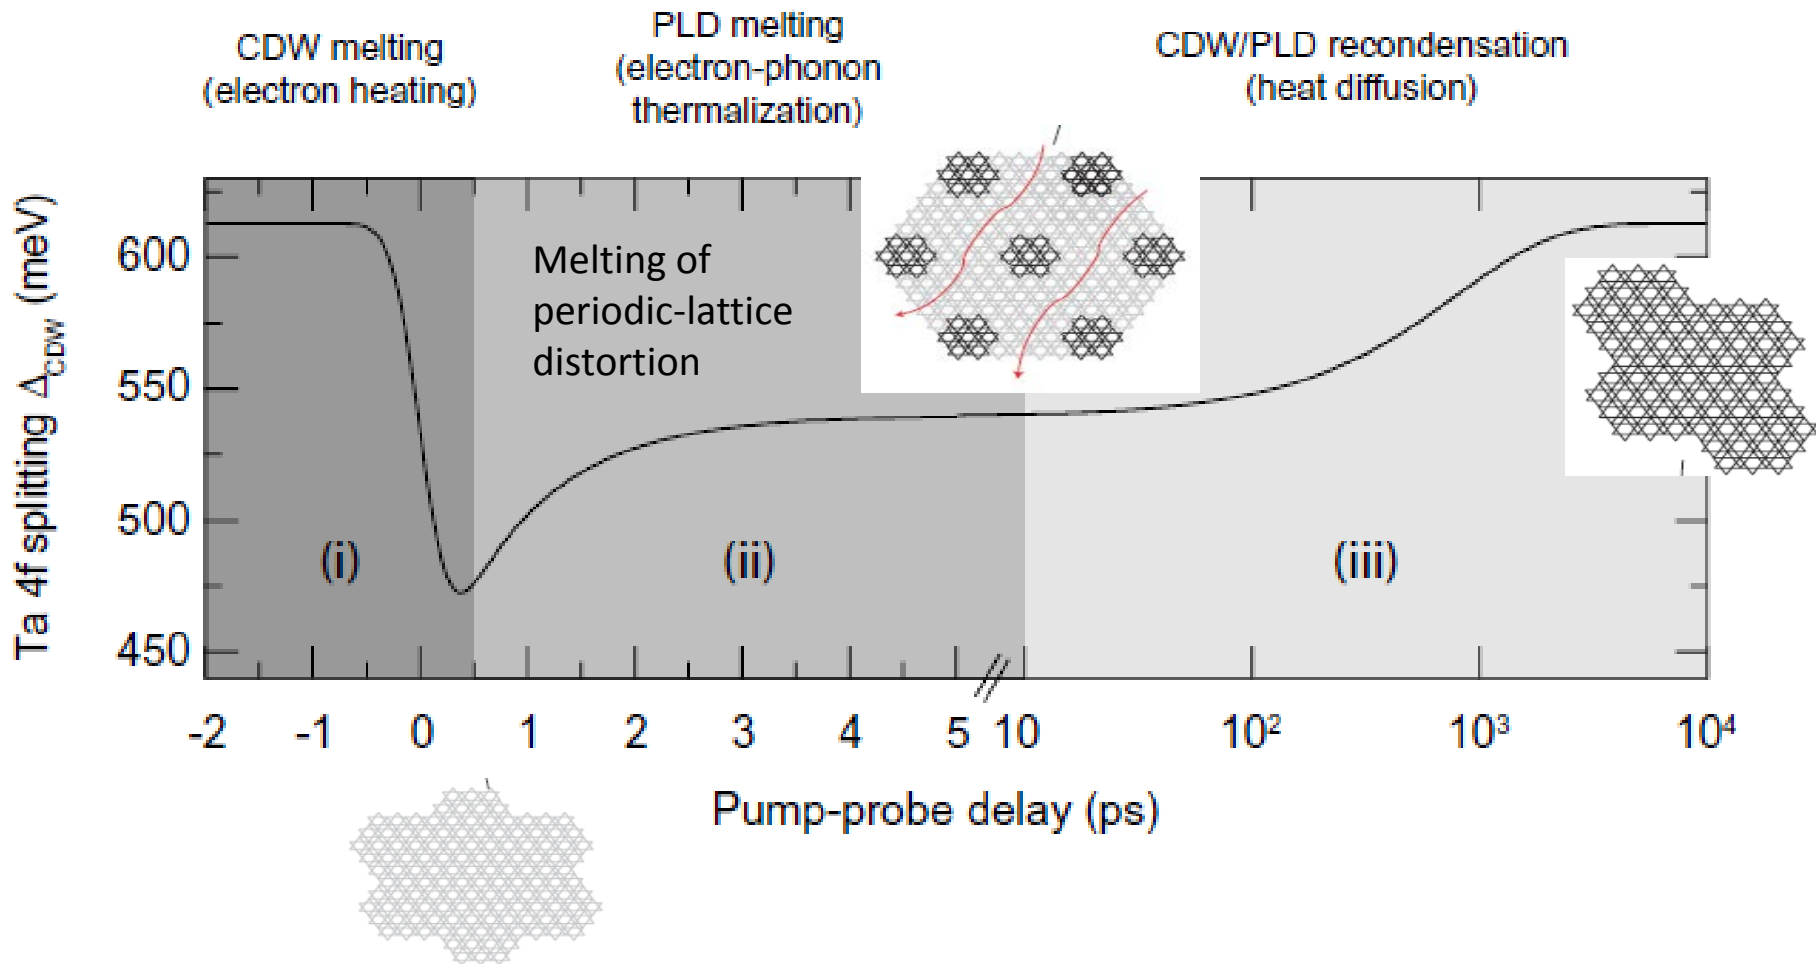 CDW melting
(electron heating)
PLD melting
(electron-phonon
thermalization)
CDW/PLD recondensation
(heat diffusion)
Ta 4f splitting Δ_CDW (meV)
600
550
500
450
Melting of
periodic-lattice
distortion
(i)
(ii)
(iii)
-2 -1 0 1 2 3 4 5 10 10² 10³ 10⁴
Pump-probe delay (ps)